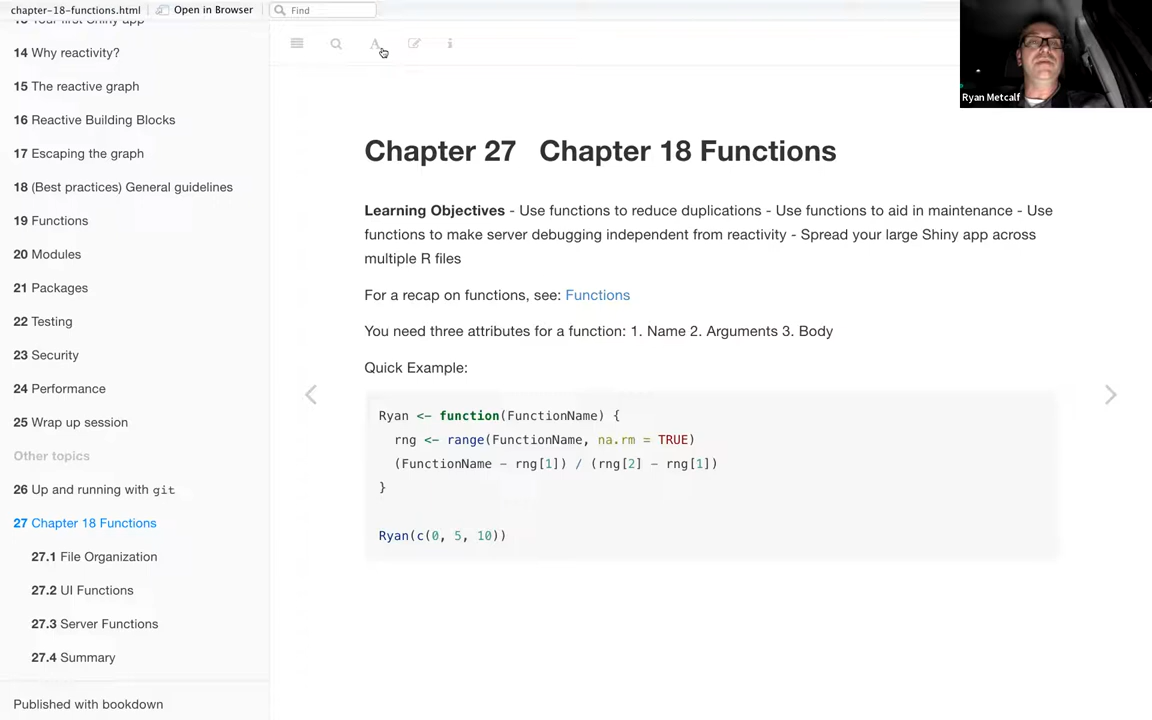 chapter-18-functions.html
Open in Browser
Find
Your first Shiny app
14 Why reactivity?
15 The reactive graph
16 Reactive Building Blocks
17 Escaping the graph
18 (Best practices) General guidelines
19 Functions
20 Modules
21 Packages
22 Testing
23 Security
24 Performance
25 Wrap up session
Other topics
26 Up and running with git
27 Chapter 18 Functions
27.1 File Organization
27.2 UI Functions
27.3 Server Functions
27.4 Summary
Published with bookdown
A
i
Chapter 27 Chapter 18 Functions
Learning Objectives - Use functions to reduce duplications - Use functions to aid in maintenance - Use
functions to make server debugging independent from reactivity - Spread your large Shiny app across
multiple R files
For a recap on functions, see: Functions
You need three attributes for a function: 1. Name 2. Arguments 3. Body
Quick Example:
Ryan <- function(FunctionName) {
rng <- range(FunctionName, na.rm = TRUE)
(FunctionName - rng[1]) / (rng[2] - rng[1])
}
Ryan(c(0, 5, 10))
Ryan Metcalf